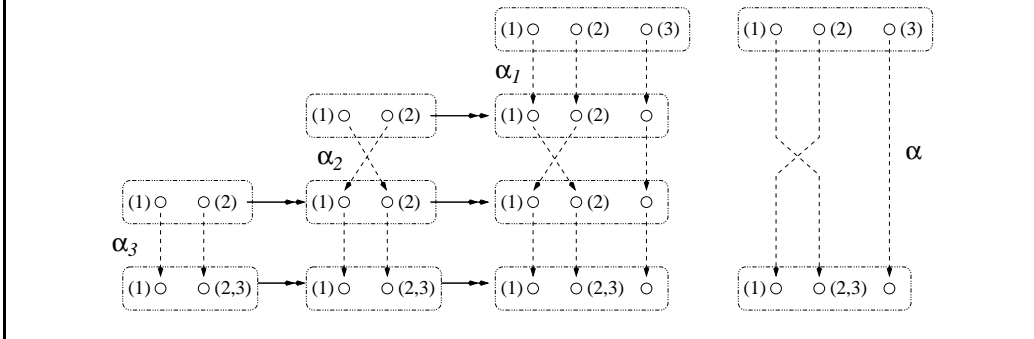 (1) (2) (3) (1) (2) (3)
α1
(1) (2) (1) (2)
α2 α
(1) (2) (1) (2) (1) (2)
α3
(1) (2,3) (1) (2,3) (1) (2,3) (1) (2,3)